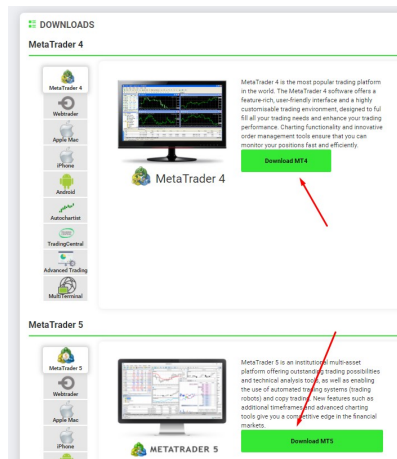 DOWNLOADS
MetaTrader 4
MetaTrader 4
Webtrader
Apple Mac
iPhone
Android
Autochartist
TradingCentral
Advanced Trading
MultiTerminal
MetaTrader 4
MetaTrader 4 is the most popular trading platform
in the world. The MetaTrader 4 software offers a
feature-rich, user-friendly interface and a highly
customisable trading environment, designed to ful
fill all your trading needs and enhance your trading
performance. Charting functionality and innovative
order management tools ensure that you can
monitor your positions fast and efficiently.
Download MT4
MetaTrader 5
MetaTrader 5
Webtrader
Apple Mac
iPhone
METATRADER 5
MetaTrader 5 is an institutional multi-asset
platform offering outstanding trading possibilities
and technical analysis tools, as well as enabling
the use of automated trading systems (trading
robots) and copy trading. New features such as
additional timeframes and advanced charting
tools give you a competitive edge in the financial
markets.
Download MT5